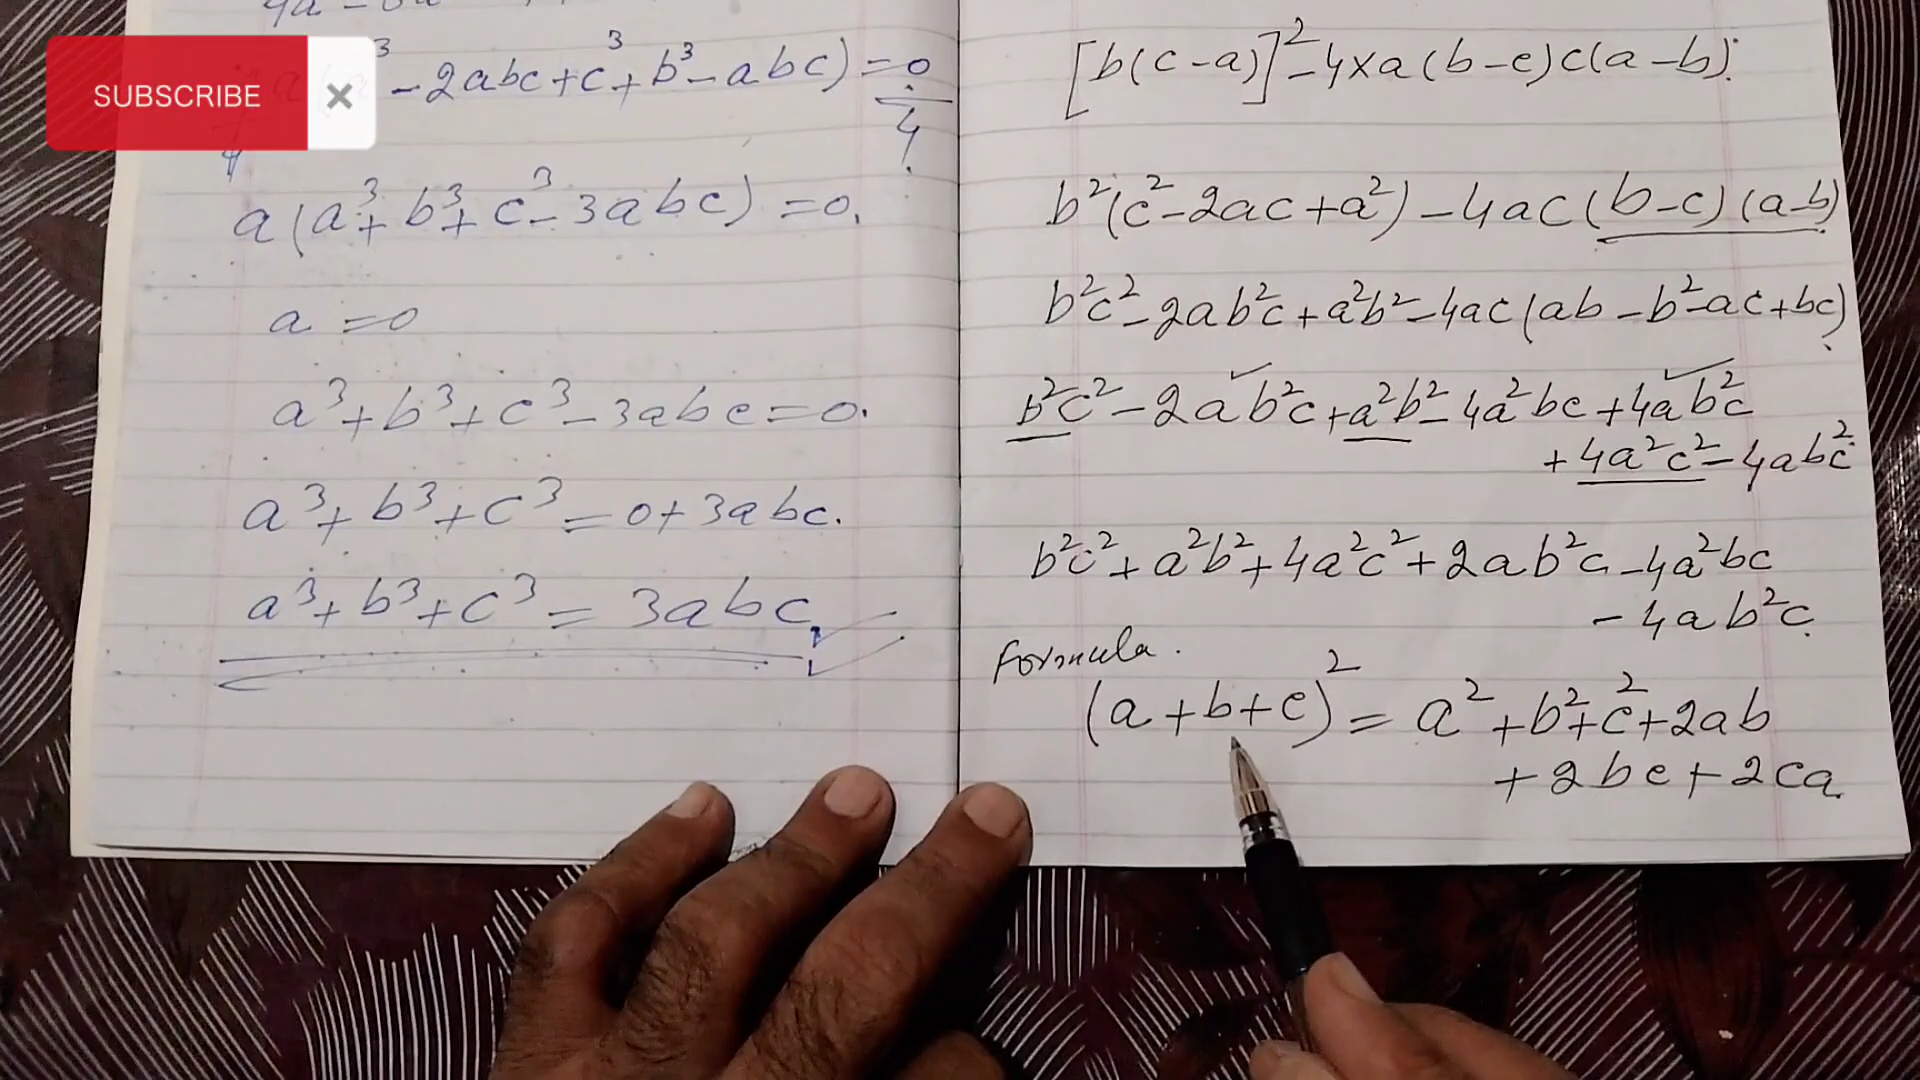 SUBSCRIBE
- 2abc + c³ + b³ - abc) = 0/4
a(a³ + b³ + c³ - 3abc) = 0.
a = 0
a³ + b³ + c³ - 3abc = 0.
a³ + b³ + c³ = 0 + 3abc.
a³ + b³ + c³ = 3abc
[b(c-a)]² - 4×a(b-c)c(a-b).
b²(c² - 2ac + a²) - 4ac(b-c)(a-b)
b²c² - 2ab²c + a²b² - 4ac(ab - b² - ac + bc)
b²c² - 2ab²c + a²b² - 4a²bc + 4ab²c
+ 4a²c² - 4abc²
b²c² + a²b² + 4a²c² + 2ab²c - 4a²bc
- 4ab²c.
Formula.
(a+b+c)² = a² + b² + c² + 2ab
+ 2bc + 2ca